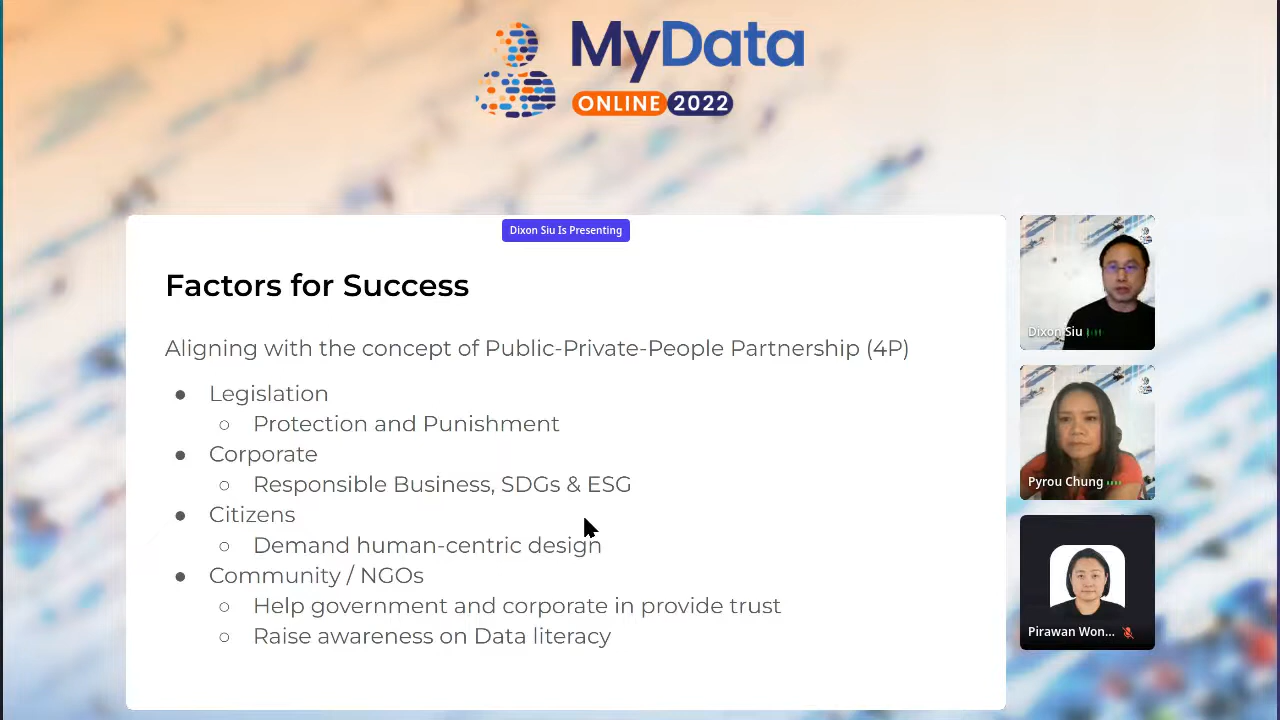 MyData
ONLINE 2022
Dixon Siu Is Presenting
Factors for Success
Aligning with the concept of Public-Private-People Partnership (4P)
● Legislation
○ Protection and Punishment
● Corporate
○ Responsible Business, SDGs & ESG
● Citizens
○ Demand human-centric design
● Community / NGOs
○ Help government and corporate in provide trust
○ Raise awareness on Data literacy
Dixon Siu
Pyrou Chung
Pirawan Won...